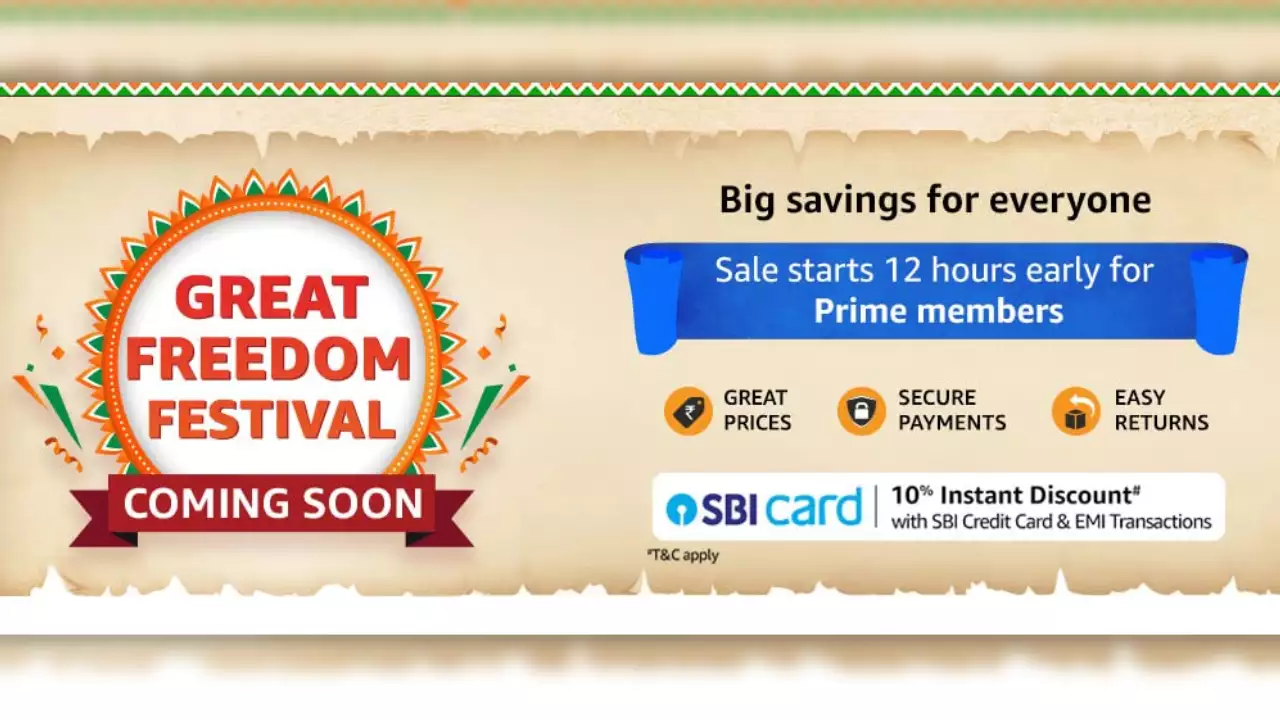 GREAT
FREEDOM
FESTIVAL
COMING SOON
Big savings for everyone
Sale starts 12 hours early for
Prime members
GREAT
PRICES
SECURE
PAYMENTS
EASY
RETURNS
SBI card
10% Instant Discount#
with SBI Credit Card & EMI Transactions
#T&C apply